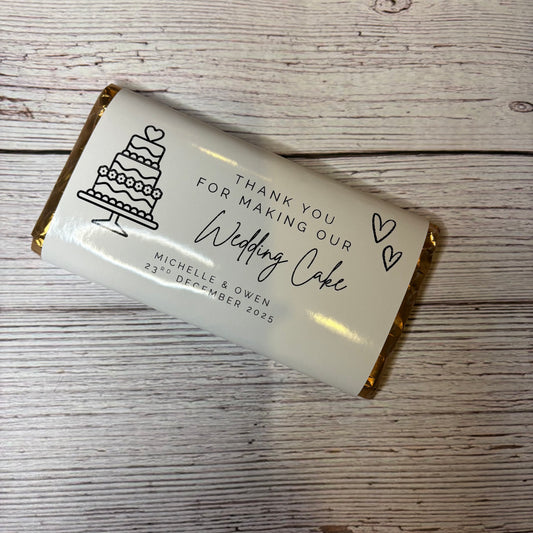 THANK YOU
FOR MAKING OUR
Wedding Cake
MICHELLE & OWEN
23RD DECEMBER 2025